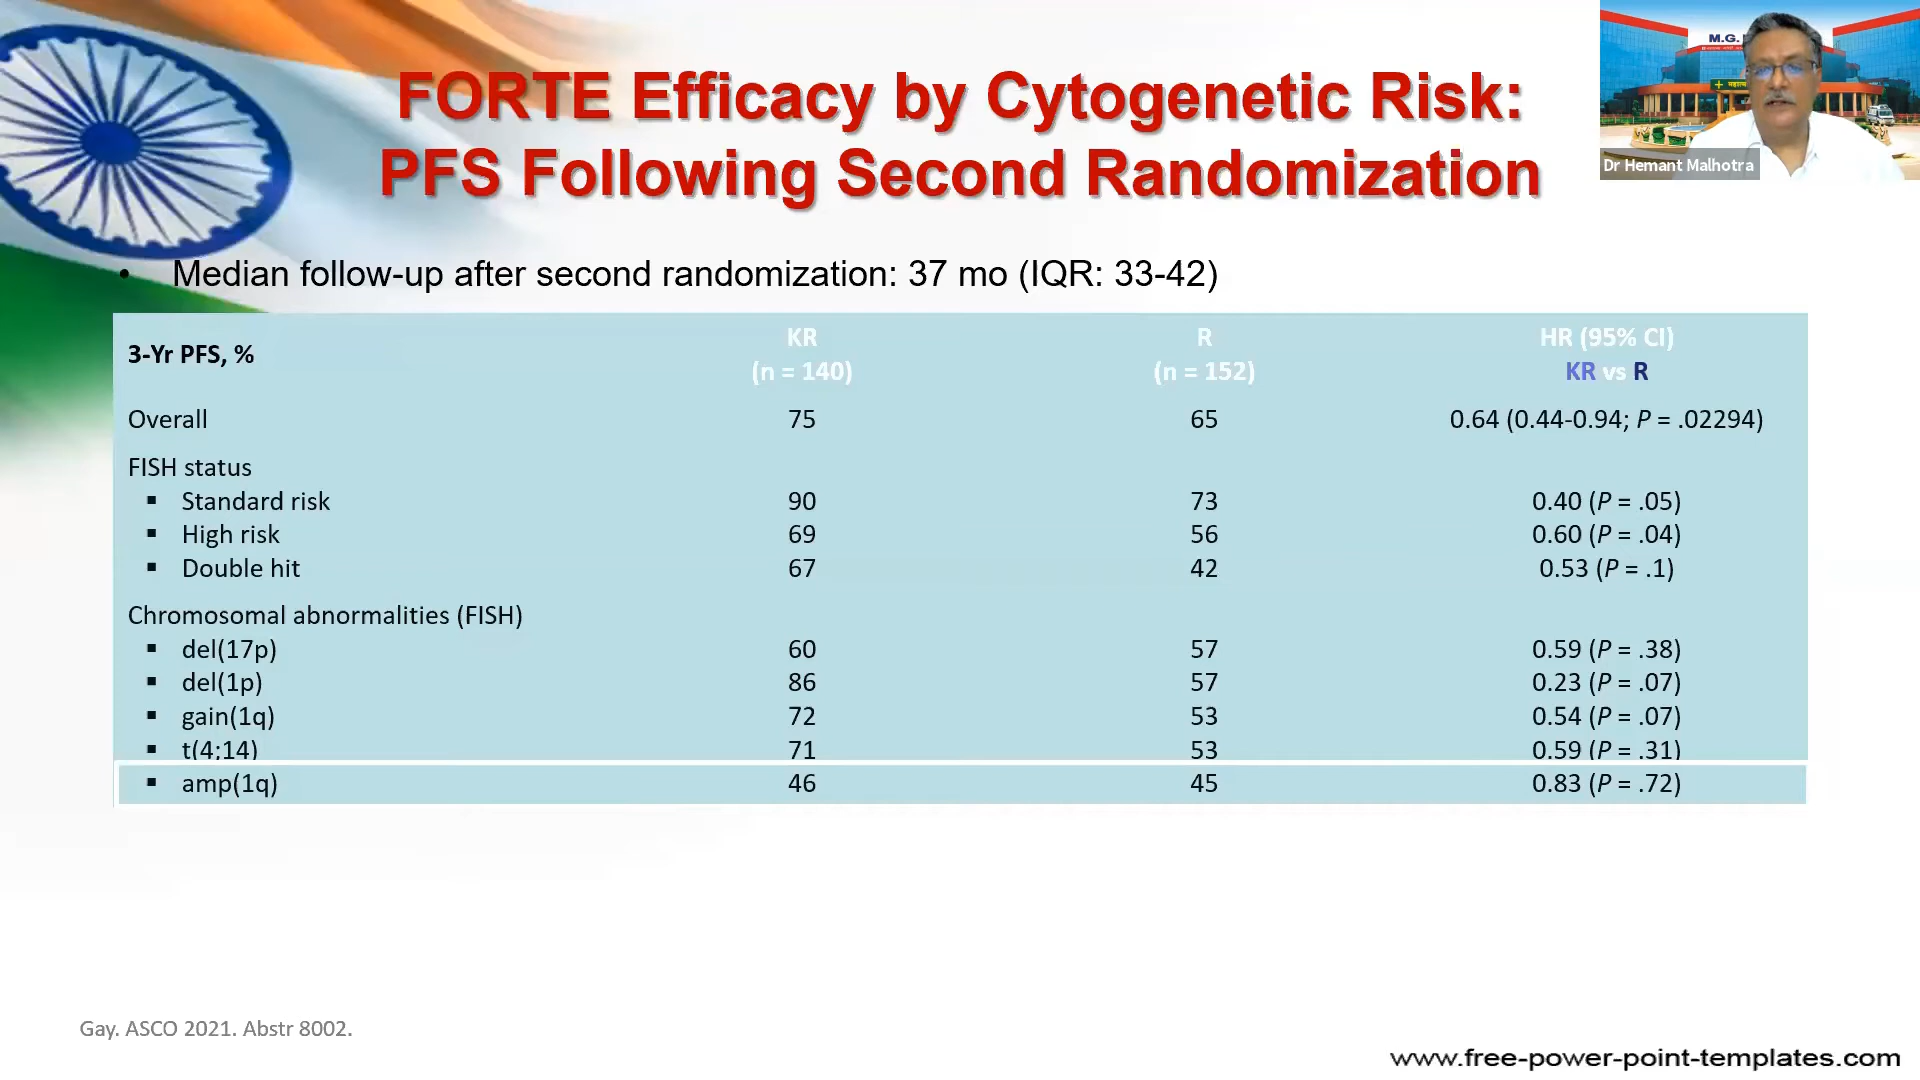 FORTE Efficacy by Cytogenetic Risk:
PFS Following Second Randomization
M.G.
Dr Hemant Malhotra
• Median follow-up after second randomization: 37 mo (IQR: 33-42)
3-Yr PFS, % KR (n = 140) R (n = 152) HR (95% CI) KR vs R
Overall 75 65 0.64 (0.44-0.94; P = .02294)
FISH status
▪ Standard risk 90 73 0.40 (P = .05)
▪ High risk 69 56 0.60 (P = .04)
▪ Double hit 67 42 0.53 (P = .1)
Chromosomal abnormalities (FISH)
▪ del(17p) 60 57 0.59 (P = .38)
▪ del(1p) 86 57 0.23 (P = .07)
▪ gain(1q) 72 53 0.54 (P = .07)
▪ t(4;14) 71 53 0.59 (P = .31)
▪ amp(1q) 46 45 0.83 (P = .72)
Gay. ASCO 2021. Abstr 8002.
www.free-power-point-templates.com